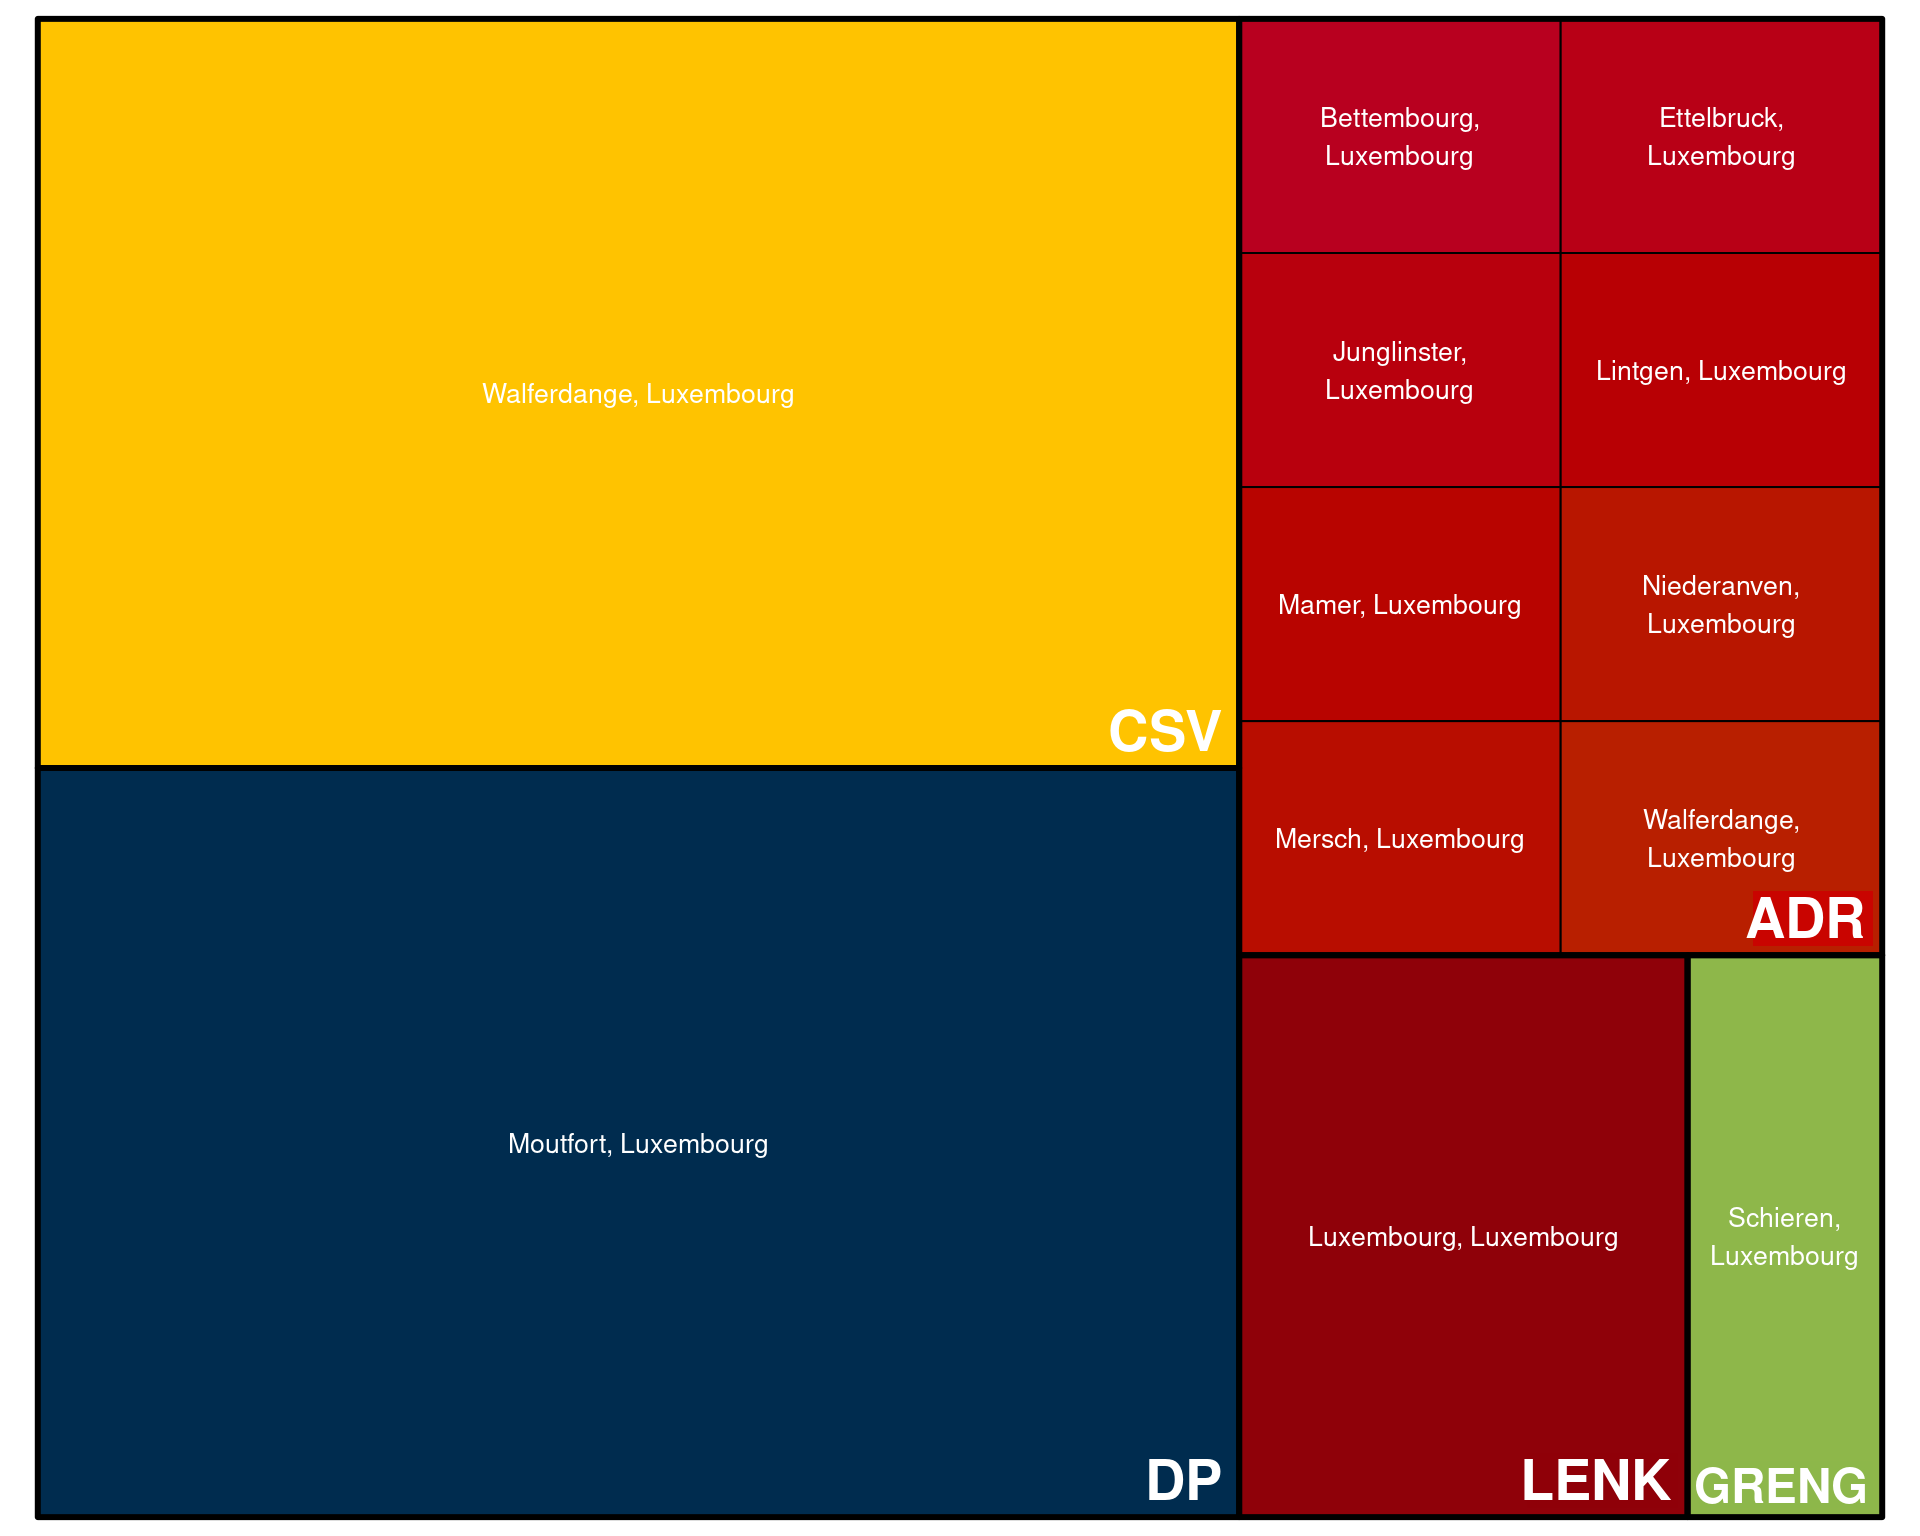 Walferdange, Luxembourg
CSV
Moutfort, Luxembourg
DP
Bettembourg,
Luxembourg
Ettelbruck,
Luxembourg
Junglinster,
Luxembourg
Lintgen, Luxembourg
Mamer, Luxembourg
Niederanven,
Luxembourg
Mersch, Luxembourg
Walferdange,
Luxembourg
ADR
Luxembourg, Luxembourg
LENK
Schieren,
Luxembourg
GRENG